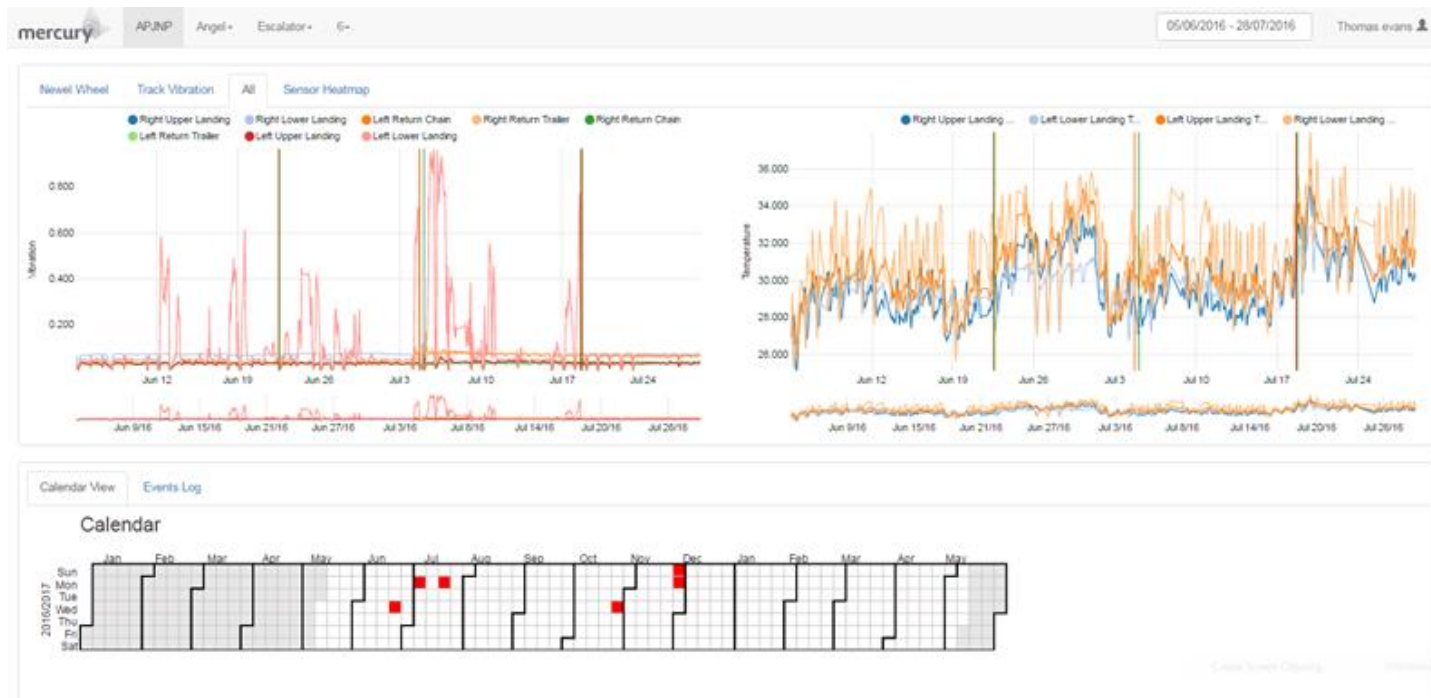 mercury APJNP Angel Escalator 6 05/06/2016 - 28/07/2016 Thomas evans
Newel Wheel Track Vibration All Sensor Heatmap
Right Upper Landing Right Lower Landing Left Return Chain Right Return Trailer Right Return Chain
Left Return Trailer Left Upper Landing Left Lower Landing
Vibration
0.800
0.600
0.400
0.200
Jun 12 Jun 19 Jun 26 Jul 3 Jul 10 Jul 17 Jul 24
Jun 9/16 Jun 15/16 Jun 21/16 Jun 27/16 Jul 3/16 Jul 8/16 Jul 14/16 Jul 20/16 Jul 26/16
Right Upper Landing ... Left Lower Landing T... Left Upper Landing T... Right Lower Landing ...
Temperature
36.000
34.000
32.000
30.000
28.000
26.000
Jun 12 Jun 19 Jun 26 Jul 3 Jul 10 Jul 17 Jul 24
Jun 9/16 Jun 15/16 Jun 21/16 Jun 27/16 Jul 3/16 Jul 8/16 Jul 14/16 Jul 20/16 Jul 26/16
Calendar View Events Log
Calendar
Jan Feb Mar Apr May Jun Jul Aug Sep Oct Nov Dec Jan Feb Mar Apr May
2016/2017
Sun
Mon
Tue
Wed
Thu
Fri
Sat